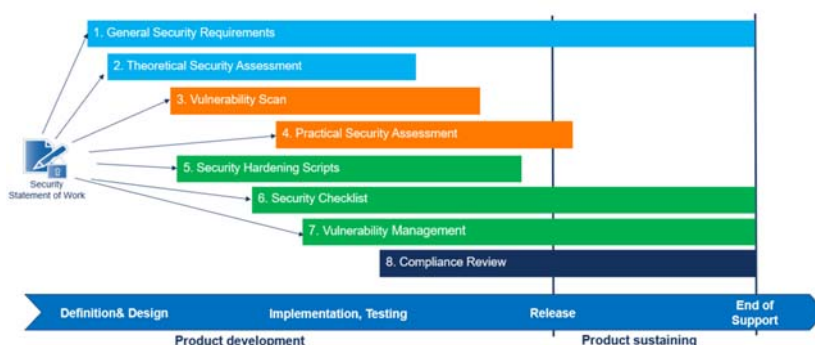 1. General Security Requirements
2. Theoretical Security Assessment
3. Vulnerability Scan
4. Practical Security Assessment
Security
Statement of Work
5. Security Hardening Scripts
6. Security Checklist
7. Vulnerability Management
8. Compliance Review
Definition& Design
Implementation, Testing
Release
End of
Support
Product development
Product sustaining